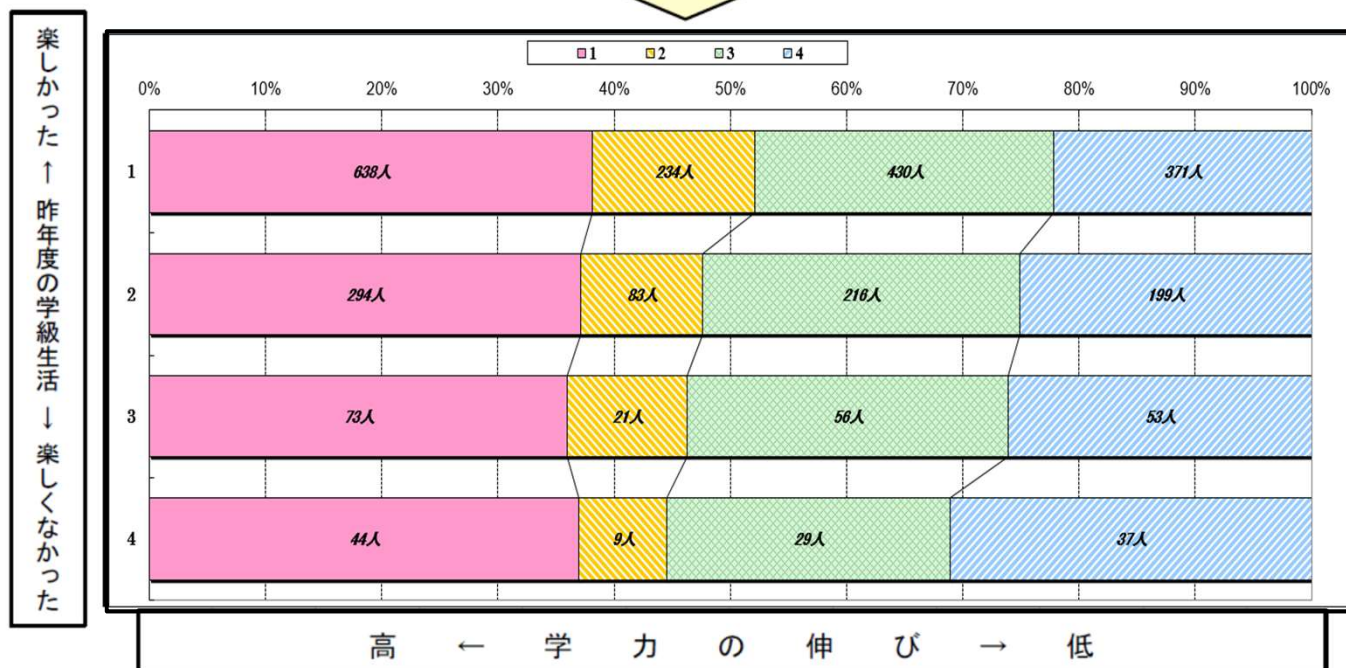 楽しかった ↑ 昨年度の学級生活 ↓ 楽しくなかった
1 2 3 4
0% 10% 20% 30% 40% 50% 60% 70% 80% 90% 100%
1 638人 234人 430人 371人
2 294人 83人 216人 199人
3 73人 21人 56人 53人
4 44人 9人 29人 37人
高 ← 学 力 の 伸 び → 低